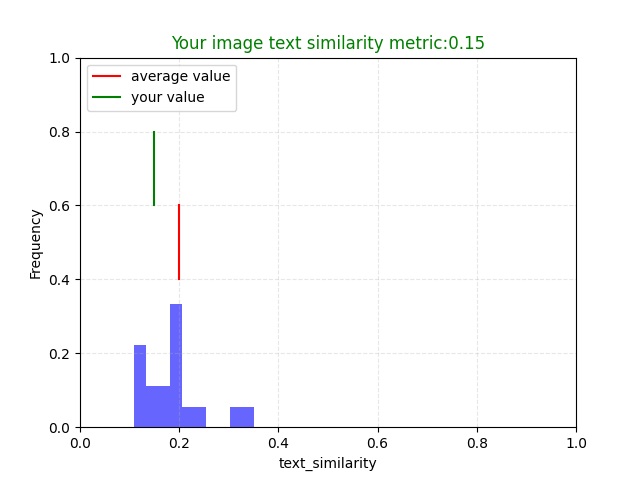 Your image text similarity metric:0.15
average value
your value
1.0
0.8
0.6
0.4
0.2
0.0
Frequency
0.0 0.2 0.4 0.6 0.8 1.0
text_similarity